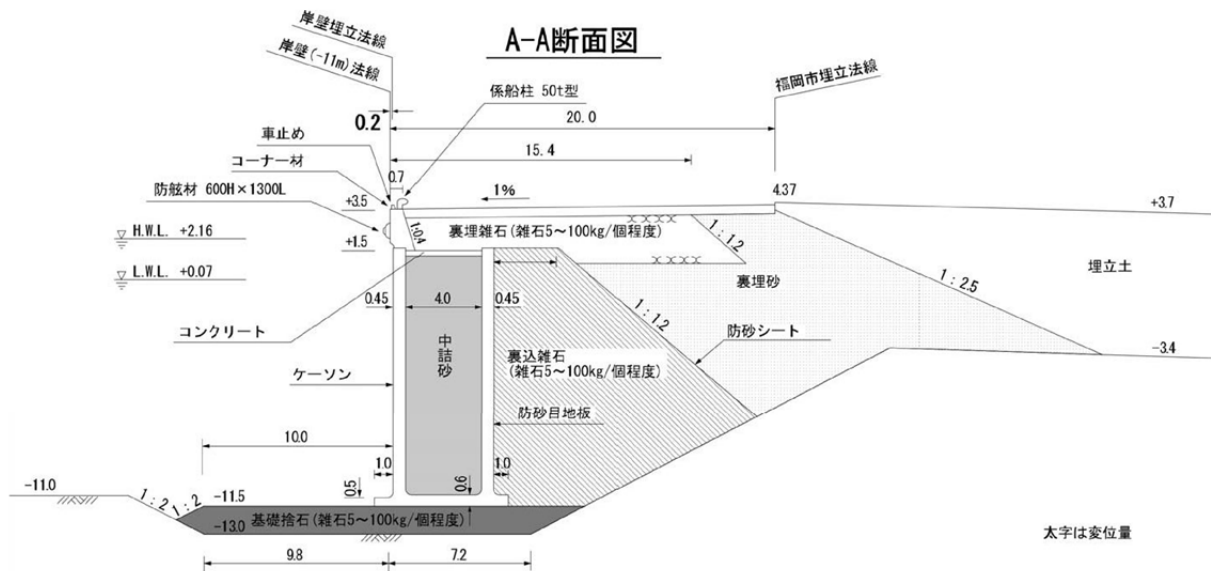 A-A断面図
岸壁埋立法線
岸壁(-11m)法線
係船柱 50t型
福岡市埋立法線
0.2
20.0
車止め
15.4
コーナー材
0.7
防舷材 600H×1300L
1%
4.37
+3.5
+3.7
1:0.4
裏埋雑石(雑石5～100kg/個程度)
1:1.2
H.W.L. +2.16
+1.5
L.W.L. +0.07
裏埋砂
1:2.5
埋立土
0.45
4.0
0.45
1:1.2
コンクリート
中詰砂
防砂シート
-3.4
裏込雑石
(雑石5～100kg/個程度)
ケーソン
防砂目地板
10.0
1.0
1.0
0.5
0.6
-11.0
1:2
1:2
-11.5
-13.0
基礎捨石(雑石5～100kg/個程度)
太字は変位量
9.8
7.2